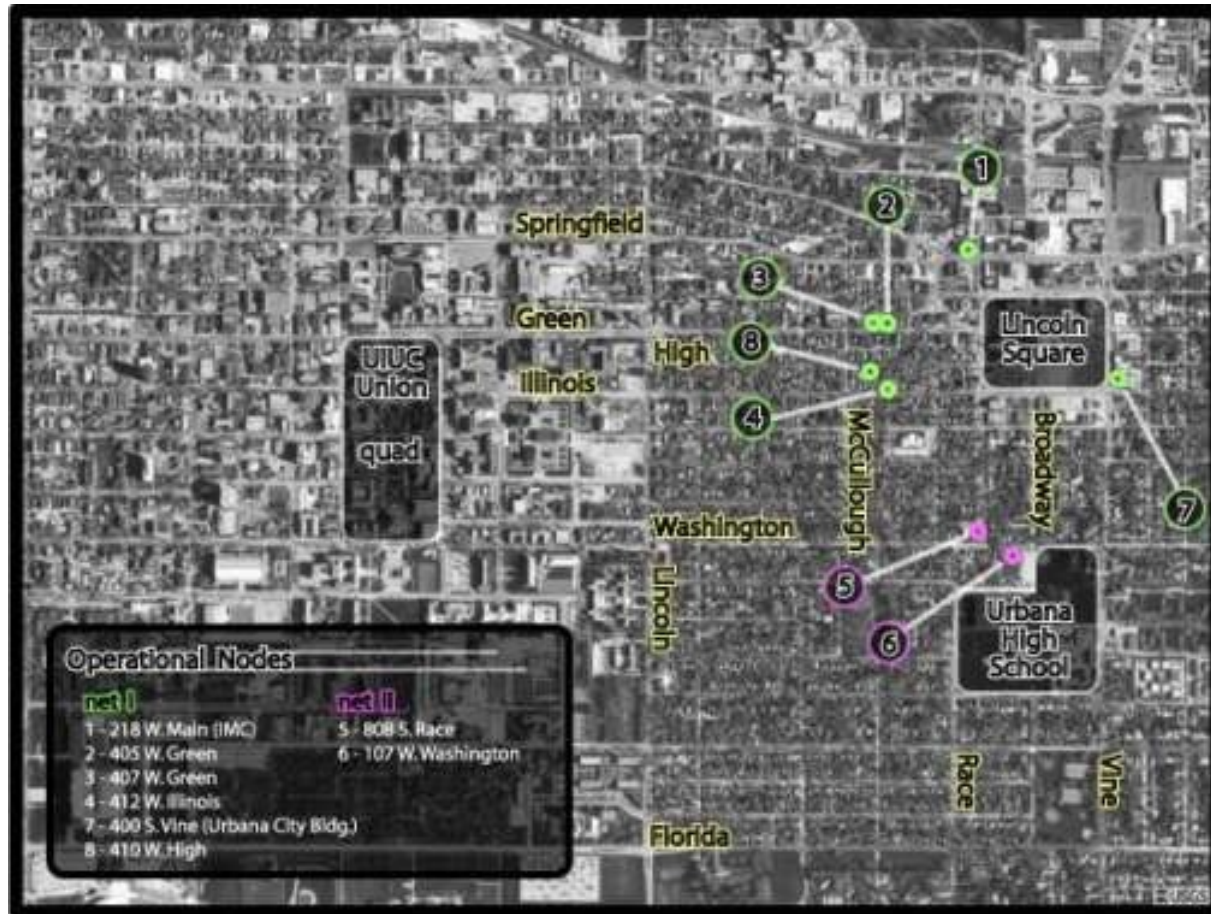 1
2
Springfield
3
Green
Lincoln
Square
8
High
UIUC
Union
Illinois
quad
4
McCullough
Broadway
7
Washington
5
Lincoln
6
Urbana
High
School
Operational Nodes
net I
net II
1 - 218 W. Main (IMC)
5 - 808 S. Race
2 - 405 W. Green
6 - 107 W. Washington
3 - 407 W. Green
4 - 412 W. Illinois
7 - 400 S. Vine (Urbana City Bldg.)
8 - 410 W. High
Race
Vine
Florida
USGS